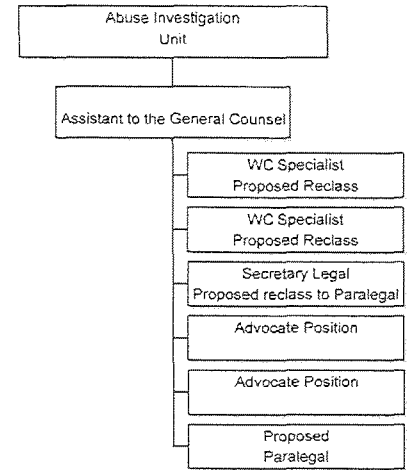 Abuse Investigation
Unit
Assistant to the General Counsel
WC Specialist
Proposed Reclass
WC Specialist
Proposed Reclass
Secretary Legal
Proposed reclass to Paralegal
Advocate Position
Advocate Position
Proposed
Paralegal